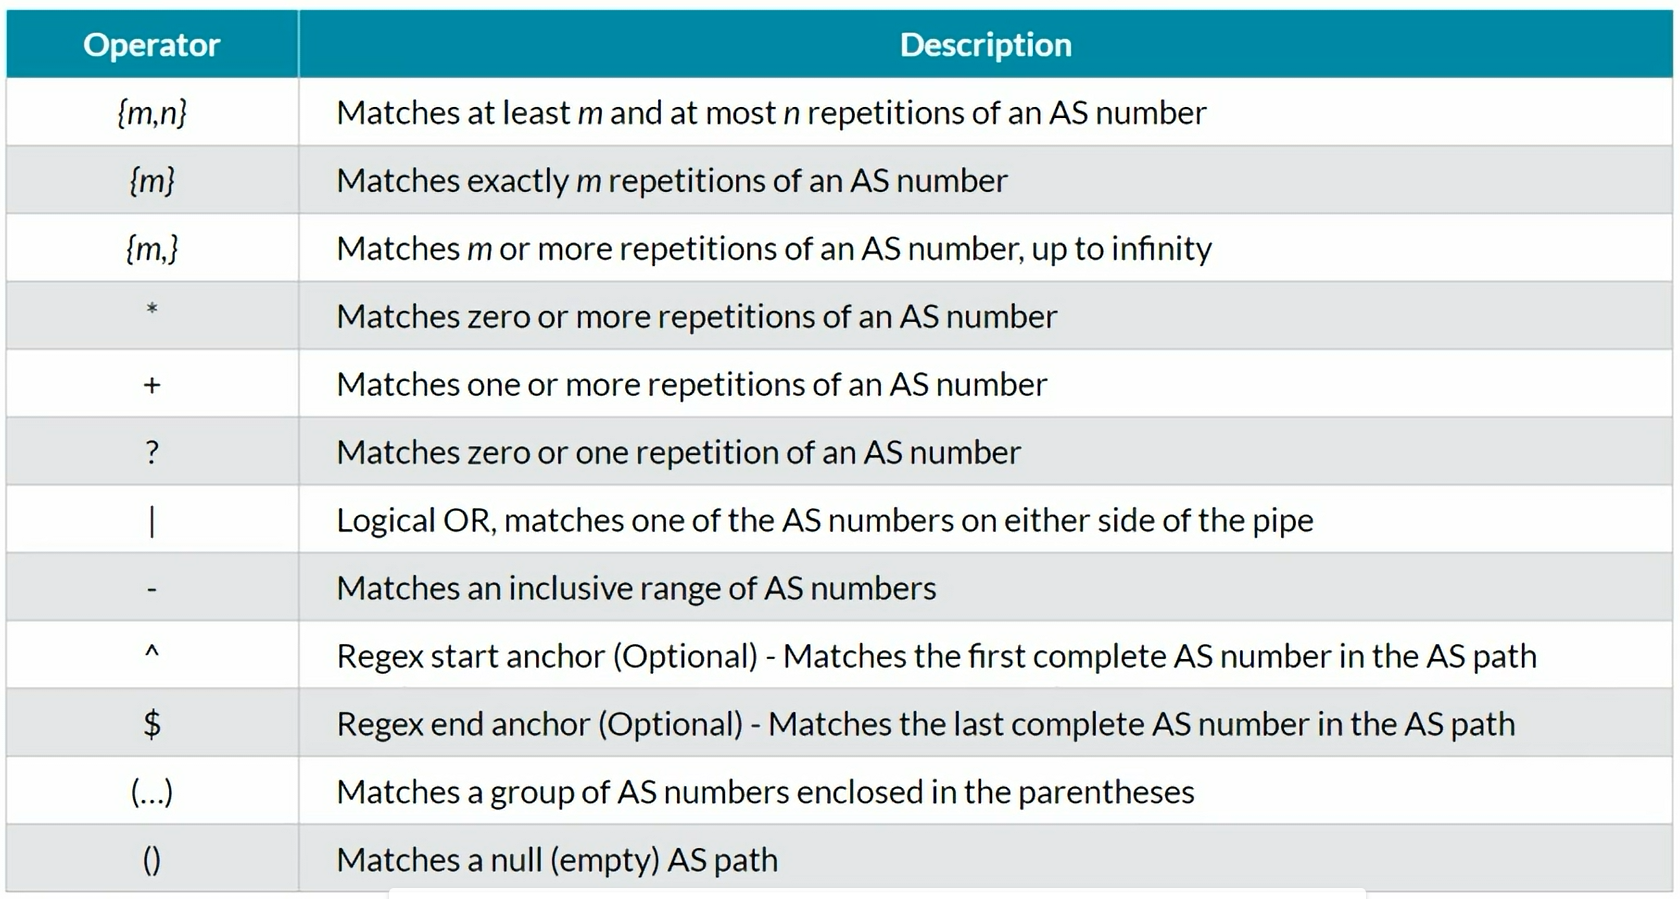 Operator Description
{m,n} Matches at least m and at most n repetitions of an AS number
{m} Matches exactly m repetitions of an AS number
{m,} Matches m or more repetitions of an AS number, up to infinity
* Matches zero or more repetitions of an AS number
+ Matches one or more repetitions of an AS number
? Matches zero or one repetition of an AS number
| Logical OR, matches one of the AS numbers on either side of the pipe
- Matches an inclusive range of AS numbers
^ Regex start anchor (Optional) - Matches the first complete AS number in the AS path
$ Regex end anchor (Optional) - Matches the last complete AS number in the AS path
(...) Matches a group of AS numbers enclosed in the parentheses
() Matches a null (empty) AS path